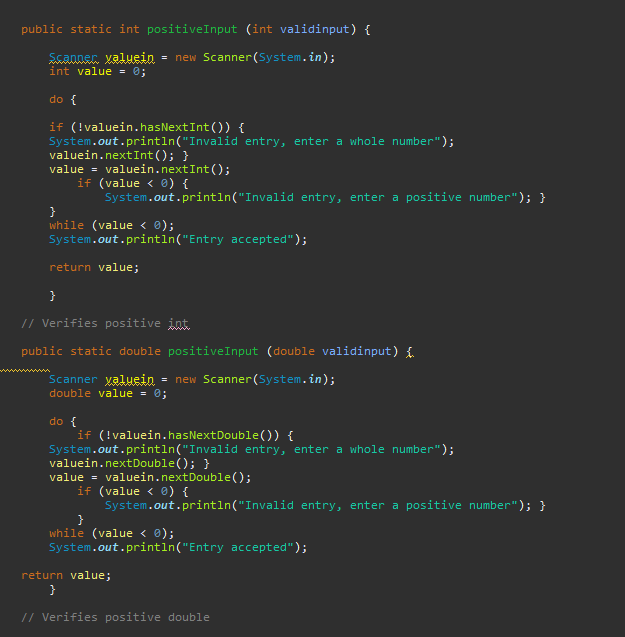 public static int positiveInput (int validinput) {
Scanner valuein = new Scanner(System.in);
int value = 0;
do {
if (!valuein.hasNextInt()) {
System.out.println("Invalid entry, enter a whole number");
valuein.nextInt(); }
value = valuein.nextInt();
if (value < 0) {
System.out.println("Invalid entry, enter a positive number"); }
}
while (value < 0);
System.out.println("Entry accepted");
return value;
}
// Verifies positive int
public static double positiveInput (double validinput) {
Scanner valuein = new Scanner(System.in);
double value = 0;
do {
if (!valuein.hasNextDouble()) {
System.out.println("Invalid entry, enter a whole number");
valuein.nextDouble(); }
value = valuein.nextDouble();
if (value < 0) {
System.out.println("Invalid entry, enter a positive number"); }
}
while (value < 0);
System.out.println("Entry accepted");
return value;
}
// Verifies positive double